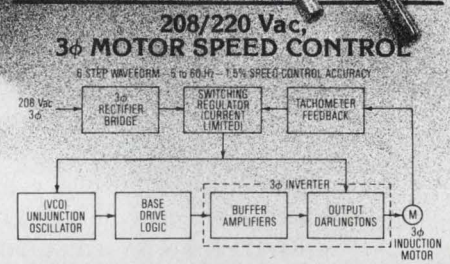 208/220 Vac,
3ϕ MOTOR SPEED CONTROL
6 STEP WAVEFORM - 5 to 60 Hz - 1.5% SPEED CONTROL ACCURACY
208 Vac
3ϕ
3ϕ
RECTIFIER
BRIDGE
SWITCHING
REGULATOR
(CURRENT
LIMITED)
TACHOMETER
FEEDBACK
3ϕ INVERTER
(VCO)
UNIJUNCTION
OSCILLATOR
BASE
DRIVE
LOGIC
BUFFER
AMPLIFIERS
OUTPUT
DARLINGTONS
M
3ϕ
INDUCTION
MOTOR